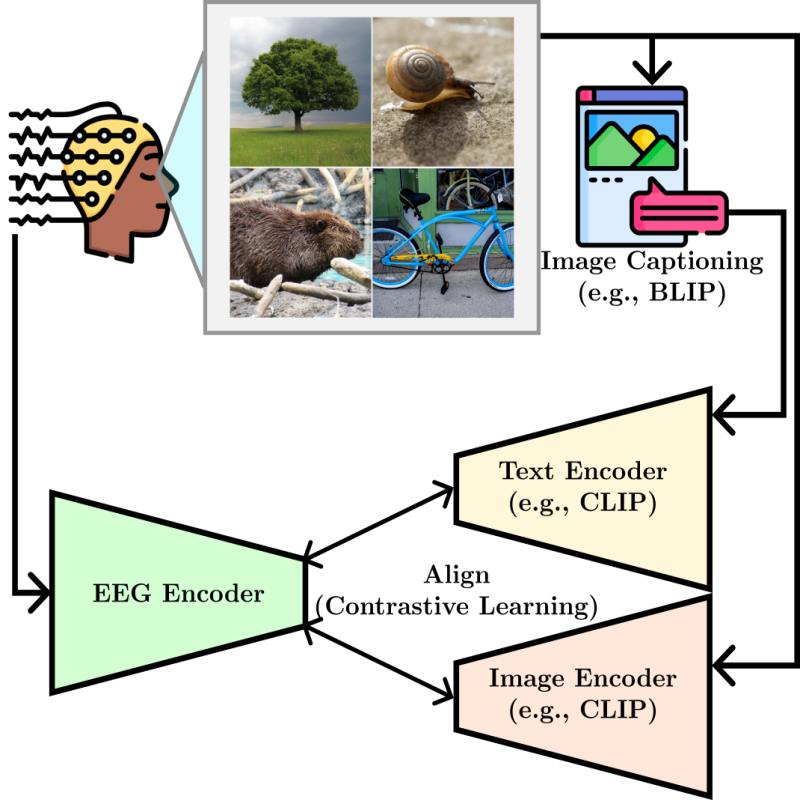 Image Captioning
(e.g., BLIP)
Text Encoder
(e.g., CLIP)
EEG Encoder
Align
(Contrastive Learning)
Image Encoder
(e.g., CLIP)